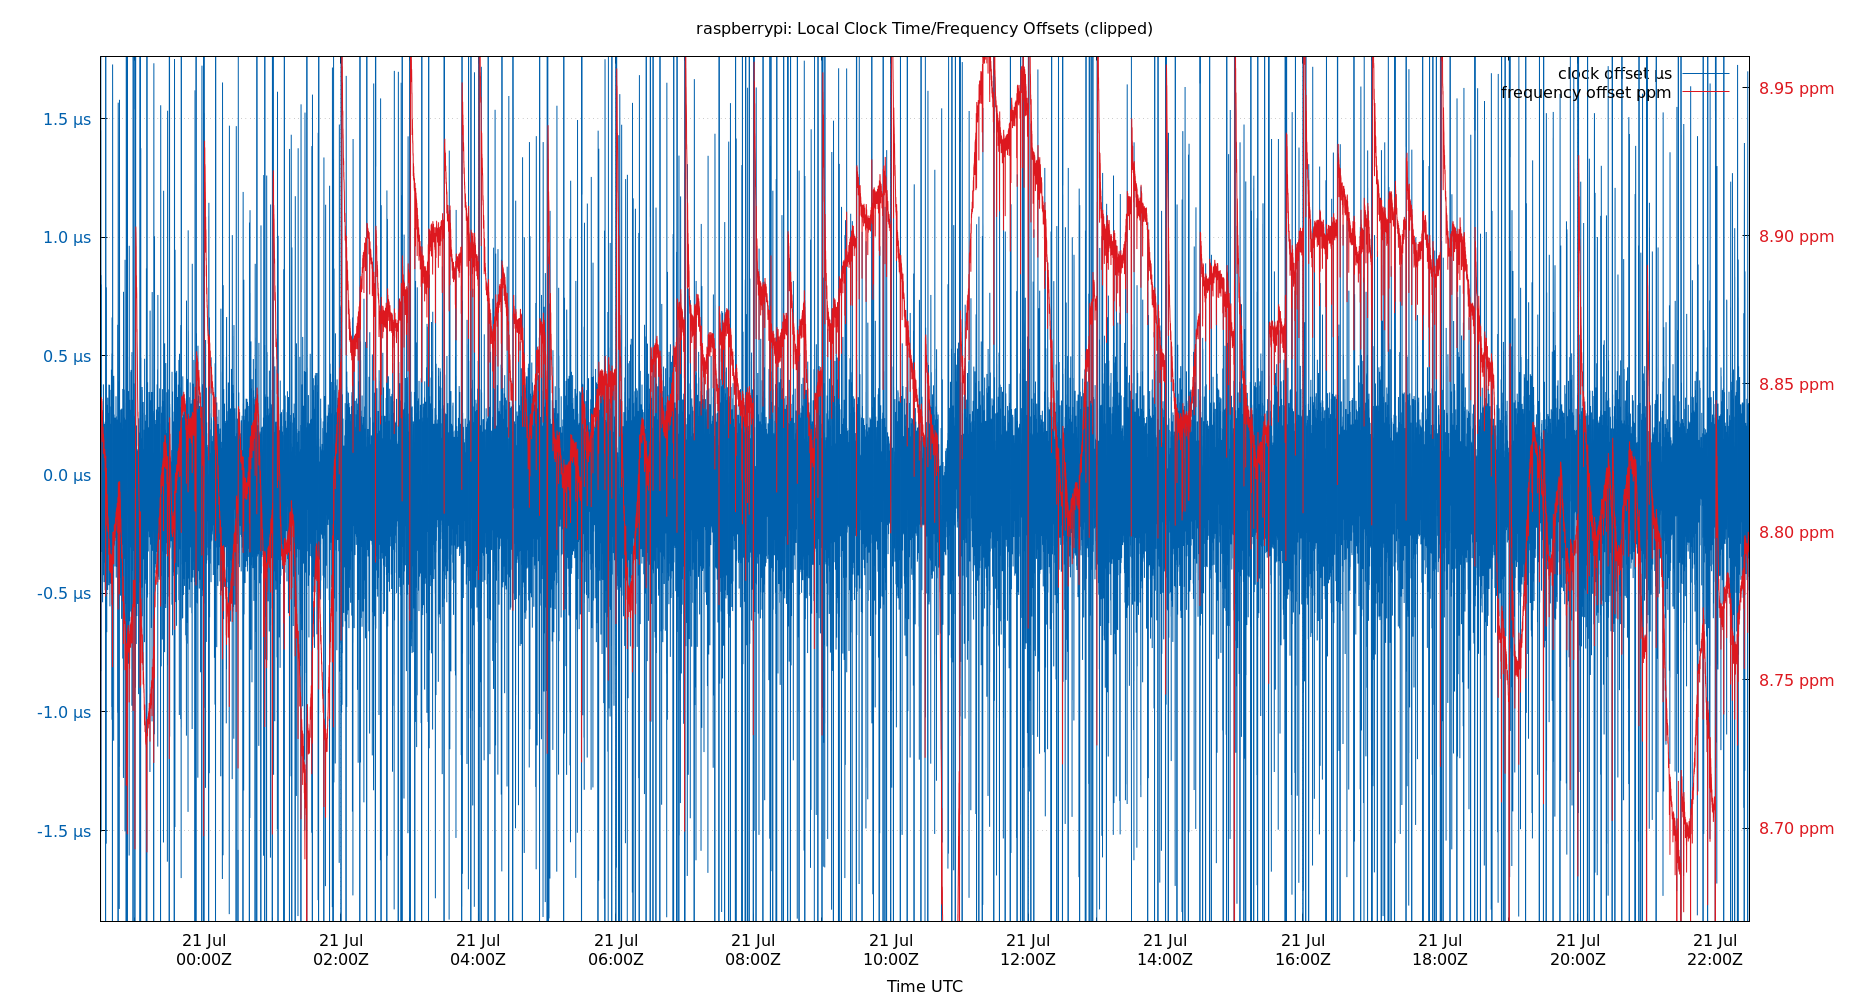 raspberrypi: Local Clock Time/Frequency Offsets (clipped)
clock offset µs
frequency offset ppm
1.5 µs
1.0 µs
0.5 µs
0.0 µs
-0.5 µs
-1.0 µs
-1.5 µs
8.95 ppm
8.90 ppm
8.85 ppm
8.80 ppm
8.75 ppm
8.70 ppm
21 Jul 21 Jul 21 Jul 21 Jul 21 Jul 21 Jul 21 Jul 21 Jul 21 Jul 21 Jul 21 Jul 21 Jul
00:00Z 02:00Z 04:00Z 06:00Z 08:00Z 10:00Z 12:00Z 14:00Z 16:00Z 18:00Z 20:00Z 22:00Z
Time UTC